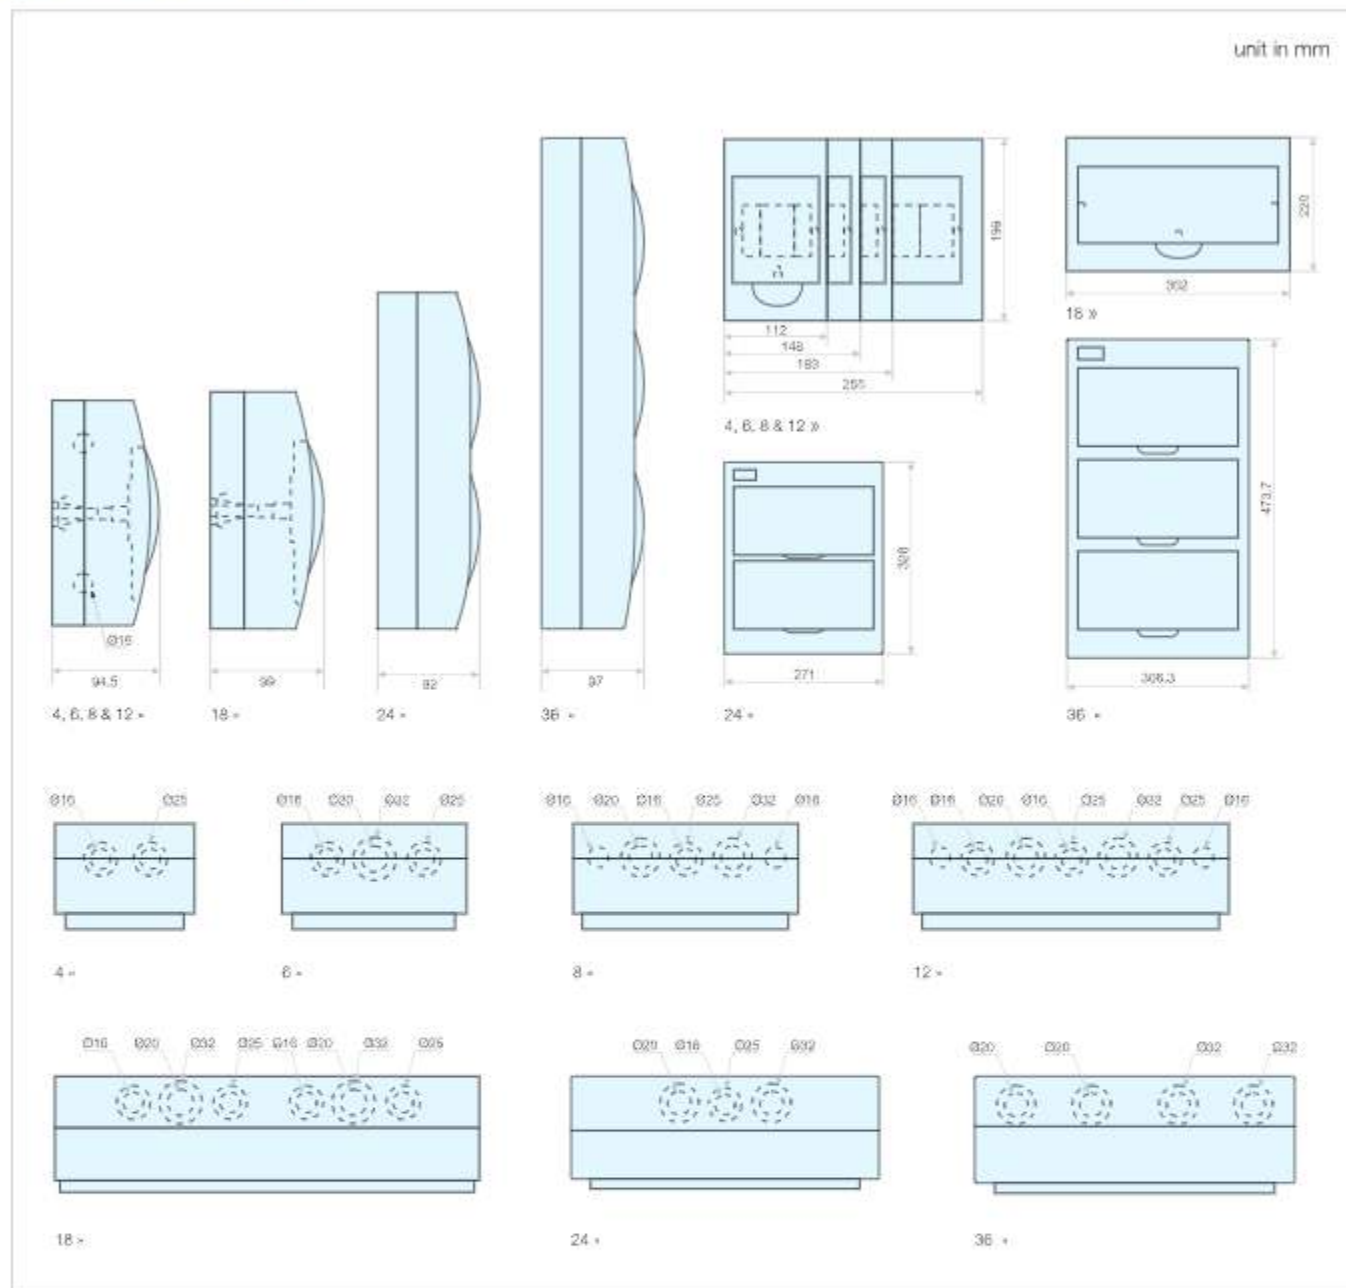 unit in mm
198
220
302
18 »
112
148
183
255
4, 6, 8 & 12 »
473.7
328
Ø16
94.5
99
92
97
271
306.3
4, 6, 8 & 12 »
18 »
24 »
36 »
24 »
36 »
Ø16 Ø25
Ø16 Ø20 Ø32 Ø25
Ø16 Ø20 Ø16 Ø25 Ø32 Ø16
Ø16 Ø16 Ø20 Ø16 Ø25 Ø32 Ø25 Ø16
4 »
6 »
8 »
12 »
Ø16 Ø20 Ø32 Ø25 Ø16 Ø20 Ø32 Ø25
Ø20 Ø16 Ø25 Ø32
Ø20 Ø20 Ø32 Ø32
18 »
24 »
36 »